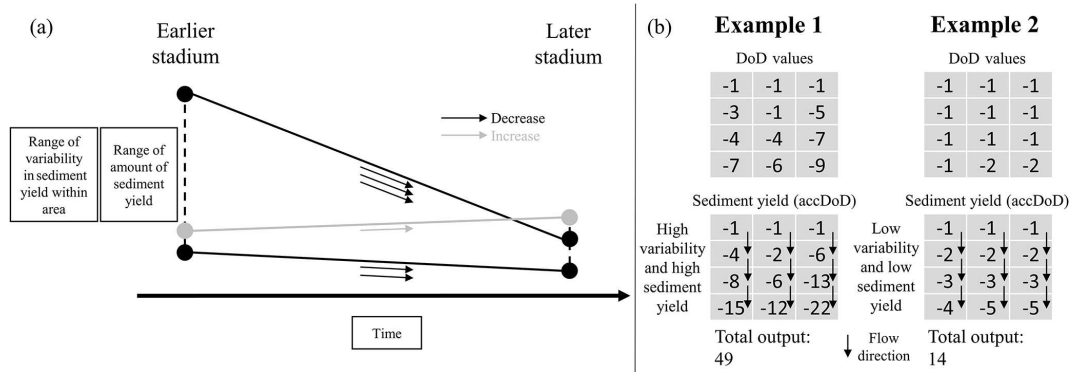 (a)
Earlier
stadium
Later
stadium
Decrease
Increase
Range of
variability
in sediment
yield within
area
Range of
amount of
sediment
yield
Time
(b)
Example 1
DoD values
-1 -1 -1
-3 -1 -5
-4 -4 -7
-7 -6 -9
Sediment yield (accDoD)
High
variability
and high
sediment
yield
-1 -1 -1
-4 -2 -6
-8 -6 -13
-15 -12 -22
Total output:
49
Flow
direction
Example 2
DoD values
-1 -1 -1
-1 -1 -1
-1 -1 -1
-1 -2 -2
Sediment yield (accDoD)
Low
variability
and low
sediment
yield
-1 -1 -1
-2 -2 -2
-3 -3 -3
-4 -5 -5
Total output:
14